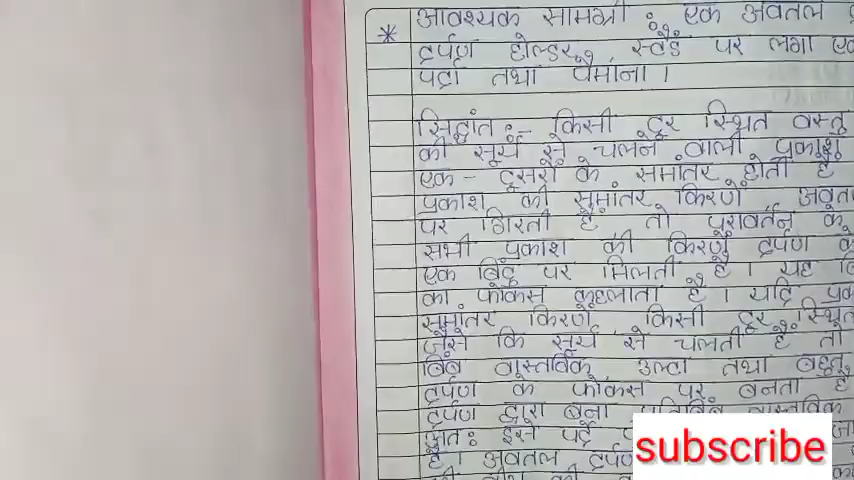 * आवश्यक सामग्री : एक अवतल
दर्पण होल्डर, स्टैंड पर लगा एक
पर्दा तथा पैमाना ।
सिद्धांत :- किसी दूर स्थित वस्तु
की सूर्य से चलने वाली प्रकाश
एक - दूसरे के समांतर होती है
प्रकाश की समांतर किरणें अवतल
पर गिरती है तो परावर्तन के
सभी प्रकाश की किरणें दर्पण के
एक बिंदु पर मिलती है । यह
का फोकस कहलाता है । यदि
समांतर किरणें किसी दूर स्थित
जैसे कि सूर्य से चलती है तो
बिंब वास्तविक, उल्टा तथा बहुत
दर्पण के फोकस पर बनता है
दर्पण द्वारा बना प्रतिबिंब वास्तविक
अतः इसे पर्दे
है । अवतल दर्पण
subscribe